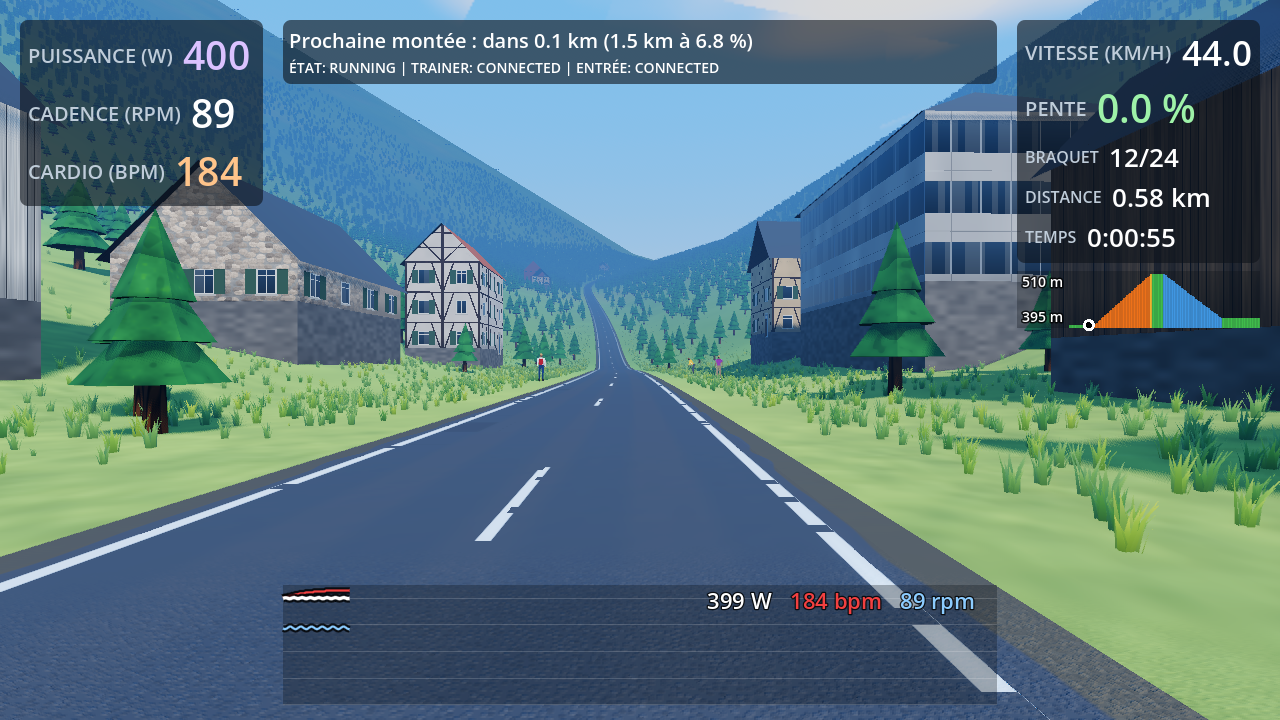 PUISSANCE (W) 400
CADENCE (RPM) 89
CARDIO (BPM) 184
Prochaine montée : dans 0.1 km (1.5 km à 6.8 %)
ÉTAT: RUNNING | TRAINER: CONNECTED | ENTRÉE: CONNECTED
VITESSE (KM/H) 44.0
PENTE 0.0 %
BRAQUET 12/24
DISTANCE 0.58 km
TEMPS 0:00:55
510 m
395 m
399 W 184 bpm 89 rpm